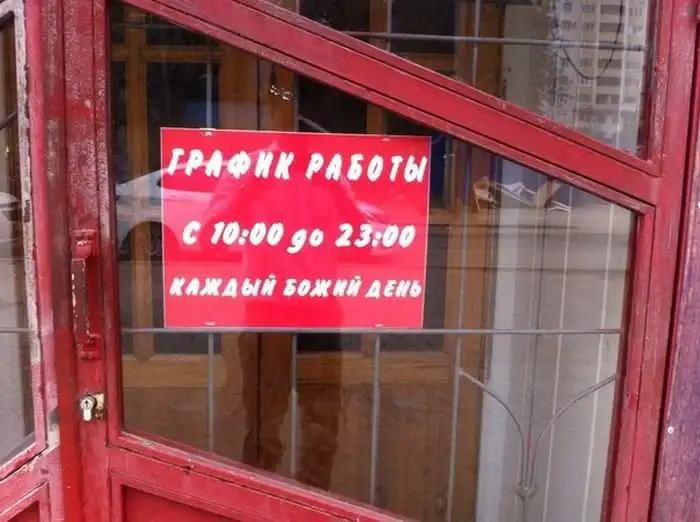 ГРАФИК РАБОТЫ
С 10:00 до 23:00
КАЖДЫЙ БОЖИЙ ДЕНЬ